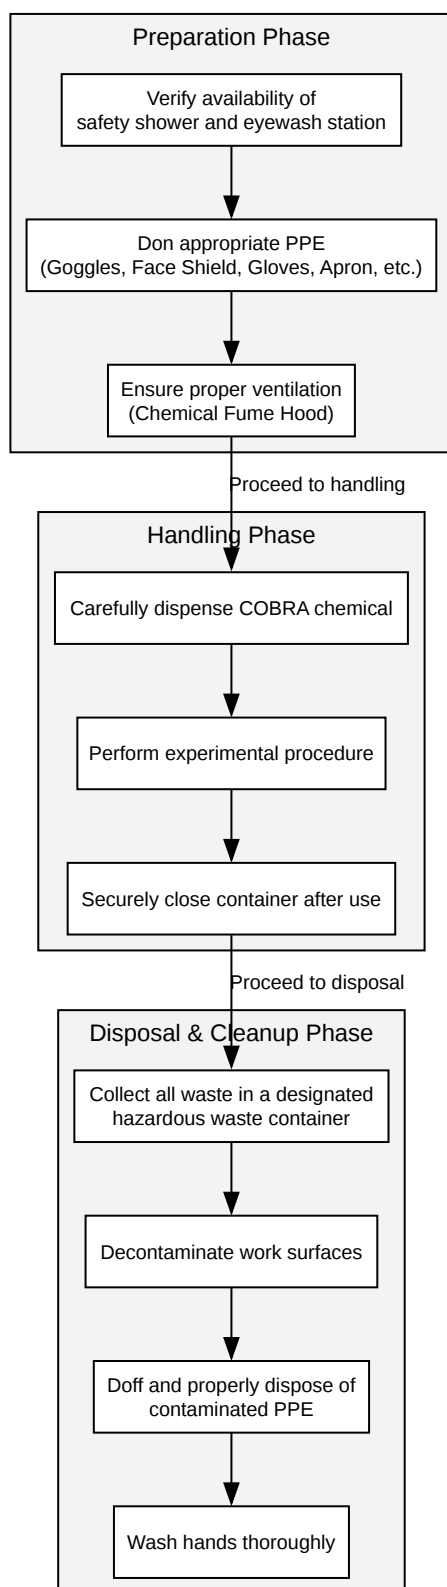 Preparation Phase
Verify availability of
safety shower and eyewash station
Don appropriate PPE
(Goggles, Face Shield, Gloves, Apron, etc.)
Ensure proper ventilation
(Chemical Fume Hood)
Proceed to handling
Handling Phase
Carefully dispense COBRA chemical
Perform experimental procedure
Securely close container after use
Proceed to disposal
Disposal & Cleanup Phase
Collect all waste in a designated
hazardous waste container
Decontaminate work surfaces
Doff and properly dispose of
contaminated PPE
Wash hands thoroughly